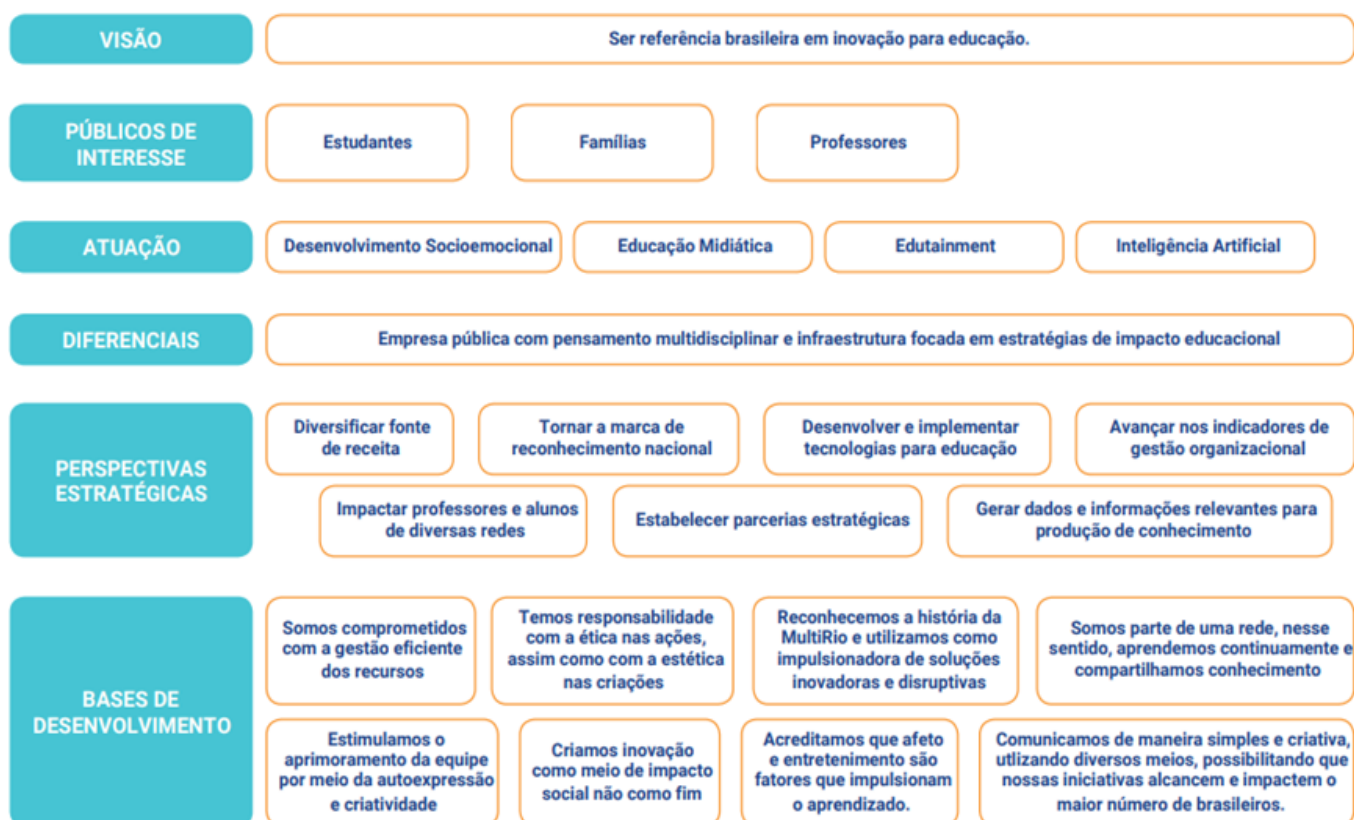 VISÃO
Ser referência brasileira em inovação para educação.
PÚBLICOS DE
INTERESSE
Estudantes
Famílias
Professores
ATUAÇÃO
Desenvolvimento Socioemocional
Educação Midiática
Edutainment
Inteligência Artificial
DIFERENCIAIS
Empresa pública com pensamento multidisciplinar e infraestrutura focada em estratégias de impacto educacional
PERSPECTIVAS
ESTRATÉGICAS
Diversificar fonte
de receita
Tornar a marca de
reconhecimento nacional
Desenvolver e implementar
tecnologias para educação
Avançar nos indicadores de
gestão organizacional
Impactar professores e alunos
de diversas redes
Estabelecer parcerias estratégicas
Gerar dados e informações relevantes para
produção de conhecimento
BASES DE
DESENVOLVIMENTO
Somos comprometidos
com a gestão eficiente
dos recursos
Temos responsabilidade
com a ética nas ações,
assim como com a estética
nas criações
Reconhecemos a história da
MultiRio e utilizamos como
impulsionadora de soluções
inovadoras e disruptivas
Somos parte de uma rede, nesse
sentido, aprendemos continuamente e
compartilhamos conhecimento
Estimulamos o
aprimoramento da equipe
por meio da autoexpressão
e criatividade
Criamos inovação
como meio de impacto
social não como fim
Acreditamos que afeto
e entretenimento são
fatores que impulsionam
o aprendizado.
Comunicamos de maneira simples e criativa,
utlizando diversos meios, possibilitando que
nossas iniciativas alcancem e impactem o
maior número de brasileiros.